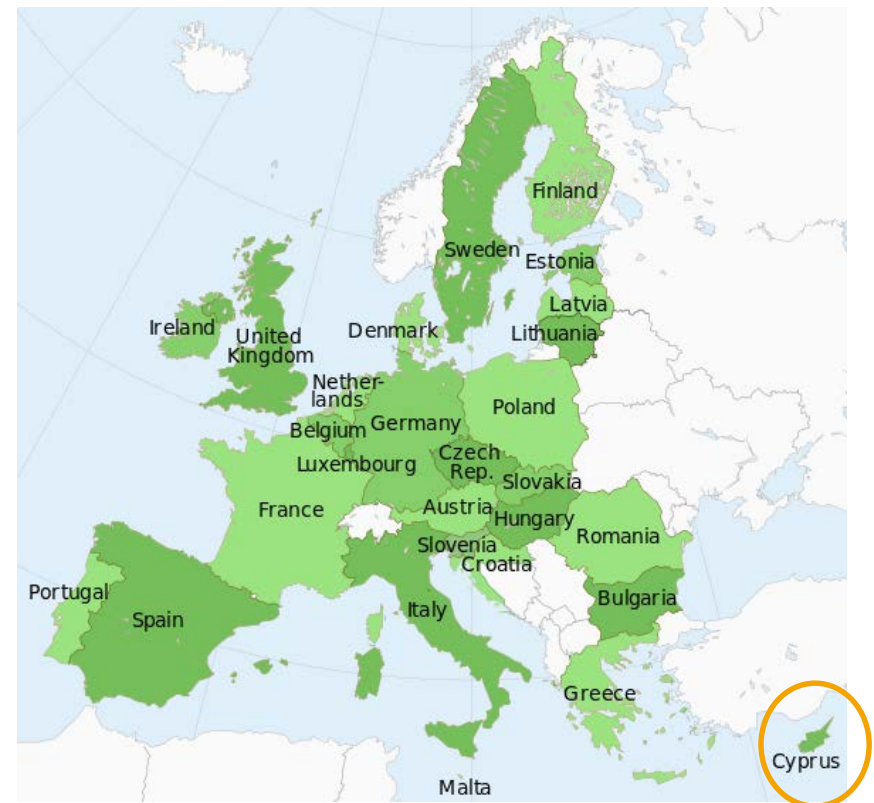 Finland
Sweden
Estonia
Latvia
Lithuania
Ireland
United
Kingdom
Denmark
Nether-
lands
Belgium
Germany
Poland
Luxembourg
Czech
Rep.
Slovakia
France
Austria
Hungary
Romania
Slovenia
Croatia
Portugal
Spain
Italy
Bulgaria
Greece
Cyprus
Malta